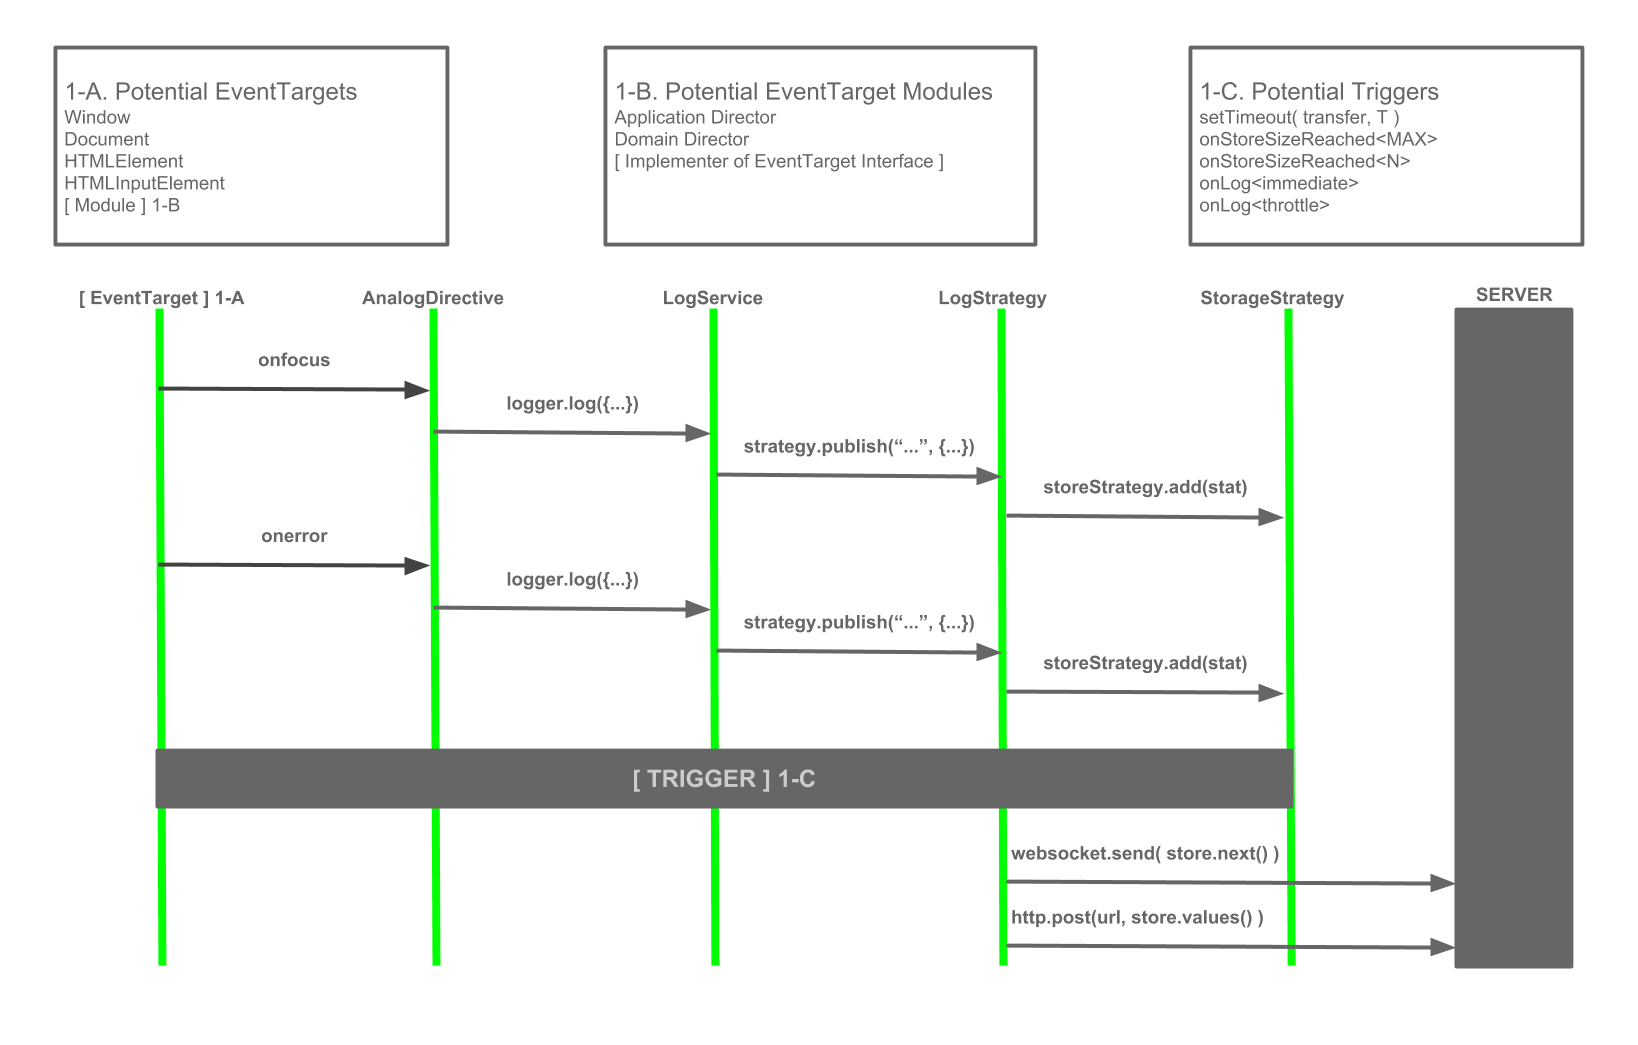 1-A. Potential EventTargets
Window
Document
HTMLElement
HTMLInputElement
[ Module ] 1-B
1-B. Potential EventTarget Modules
Application Director
Domain Director
[ Implementer of EventTarget Interface ]
1-C. Potential Triggers
setTimeout( transfer, T )
onStoreSizeReached<MAX>
onStoreSizeReached<N>
onLog<immediate>
onLog<throttle>
[ EventTarget ] 1-A
AnalogDirective
LogService
LogStrategy
StorageStrategy
SERVER
onfocus
logger.log({...})
strategy.publish(“...”, {...})
storeStrategy.add(stat)
onerror
logger.log({...})
strategy.publish(“...”, {...})
storeStrategy.add(stat)
[ TRIGGER ] 1-C
websocket.send( store.next() )
http.post(url, store.values() )